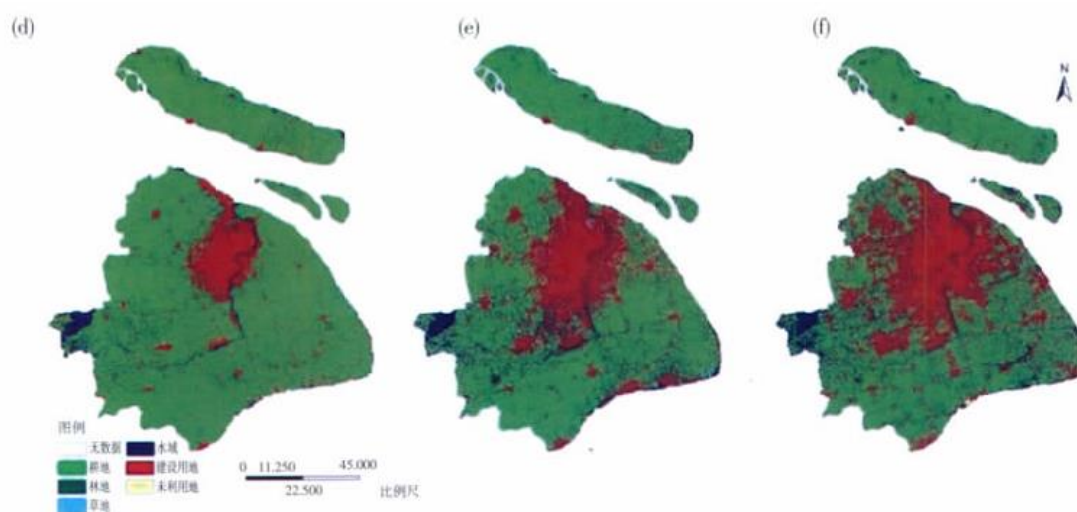 (d) (e) (f)
N
图例
无数据 水域
耕地 建设用地
林地 未利用地
草地
0 11.250 45.000
22.500 比例尺